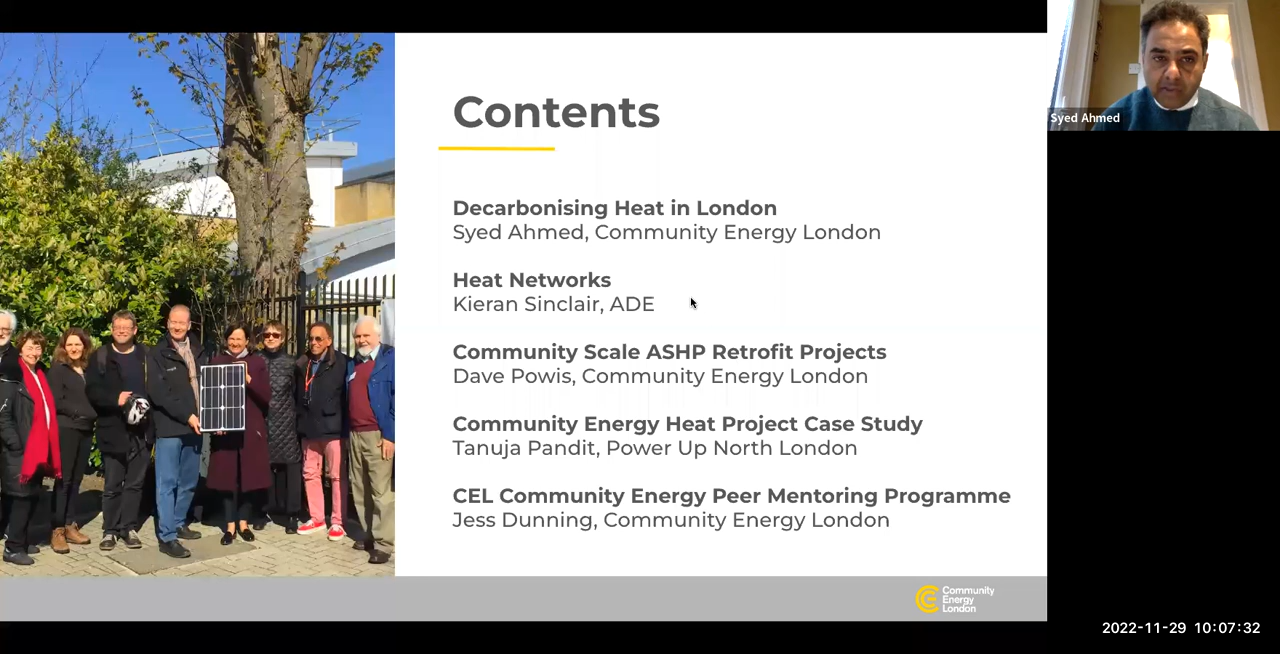 Contents
Decarbonising Heat in London
Syed Ahmed, Community Energy London
Heat Networks
Kieran Sinclair, ADE
Community Scale ASHP Retrofit Projects
Dave Powis, Community Energy London
Community Energy Heat Project Case Study
Tanuja Pandit, Power Up North London
CEL Community Energy Peer Mentoring Programme
Jess Dunning, Community Energy London
Community
Energy
London
Syed Ahmed
2022-11-29 10:07:32